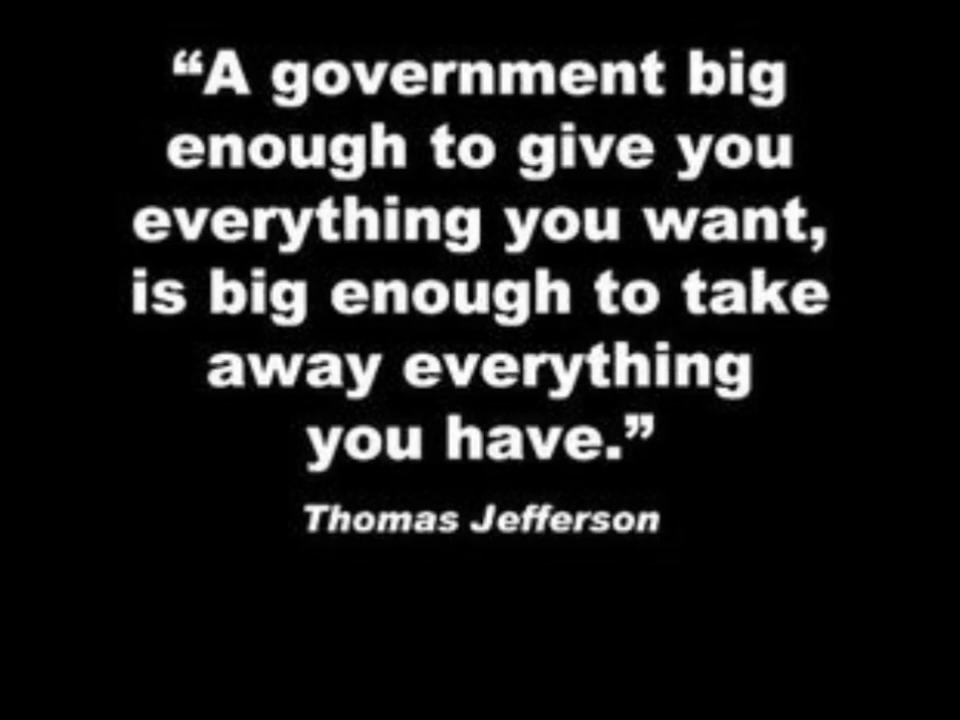 “A government big
enough to give you
everything you want,
is big enough to take
away everything
you have.”
Thomas Jefferson